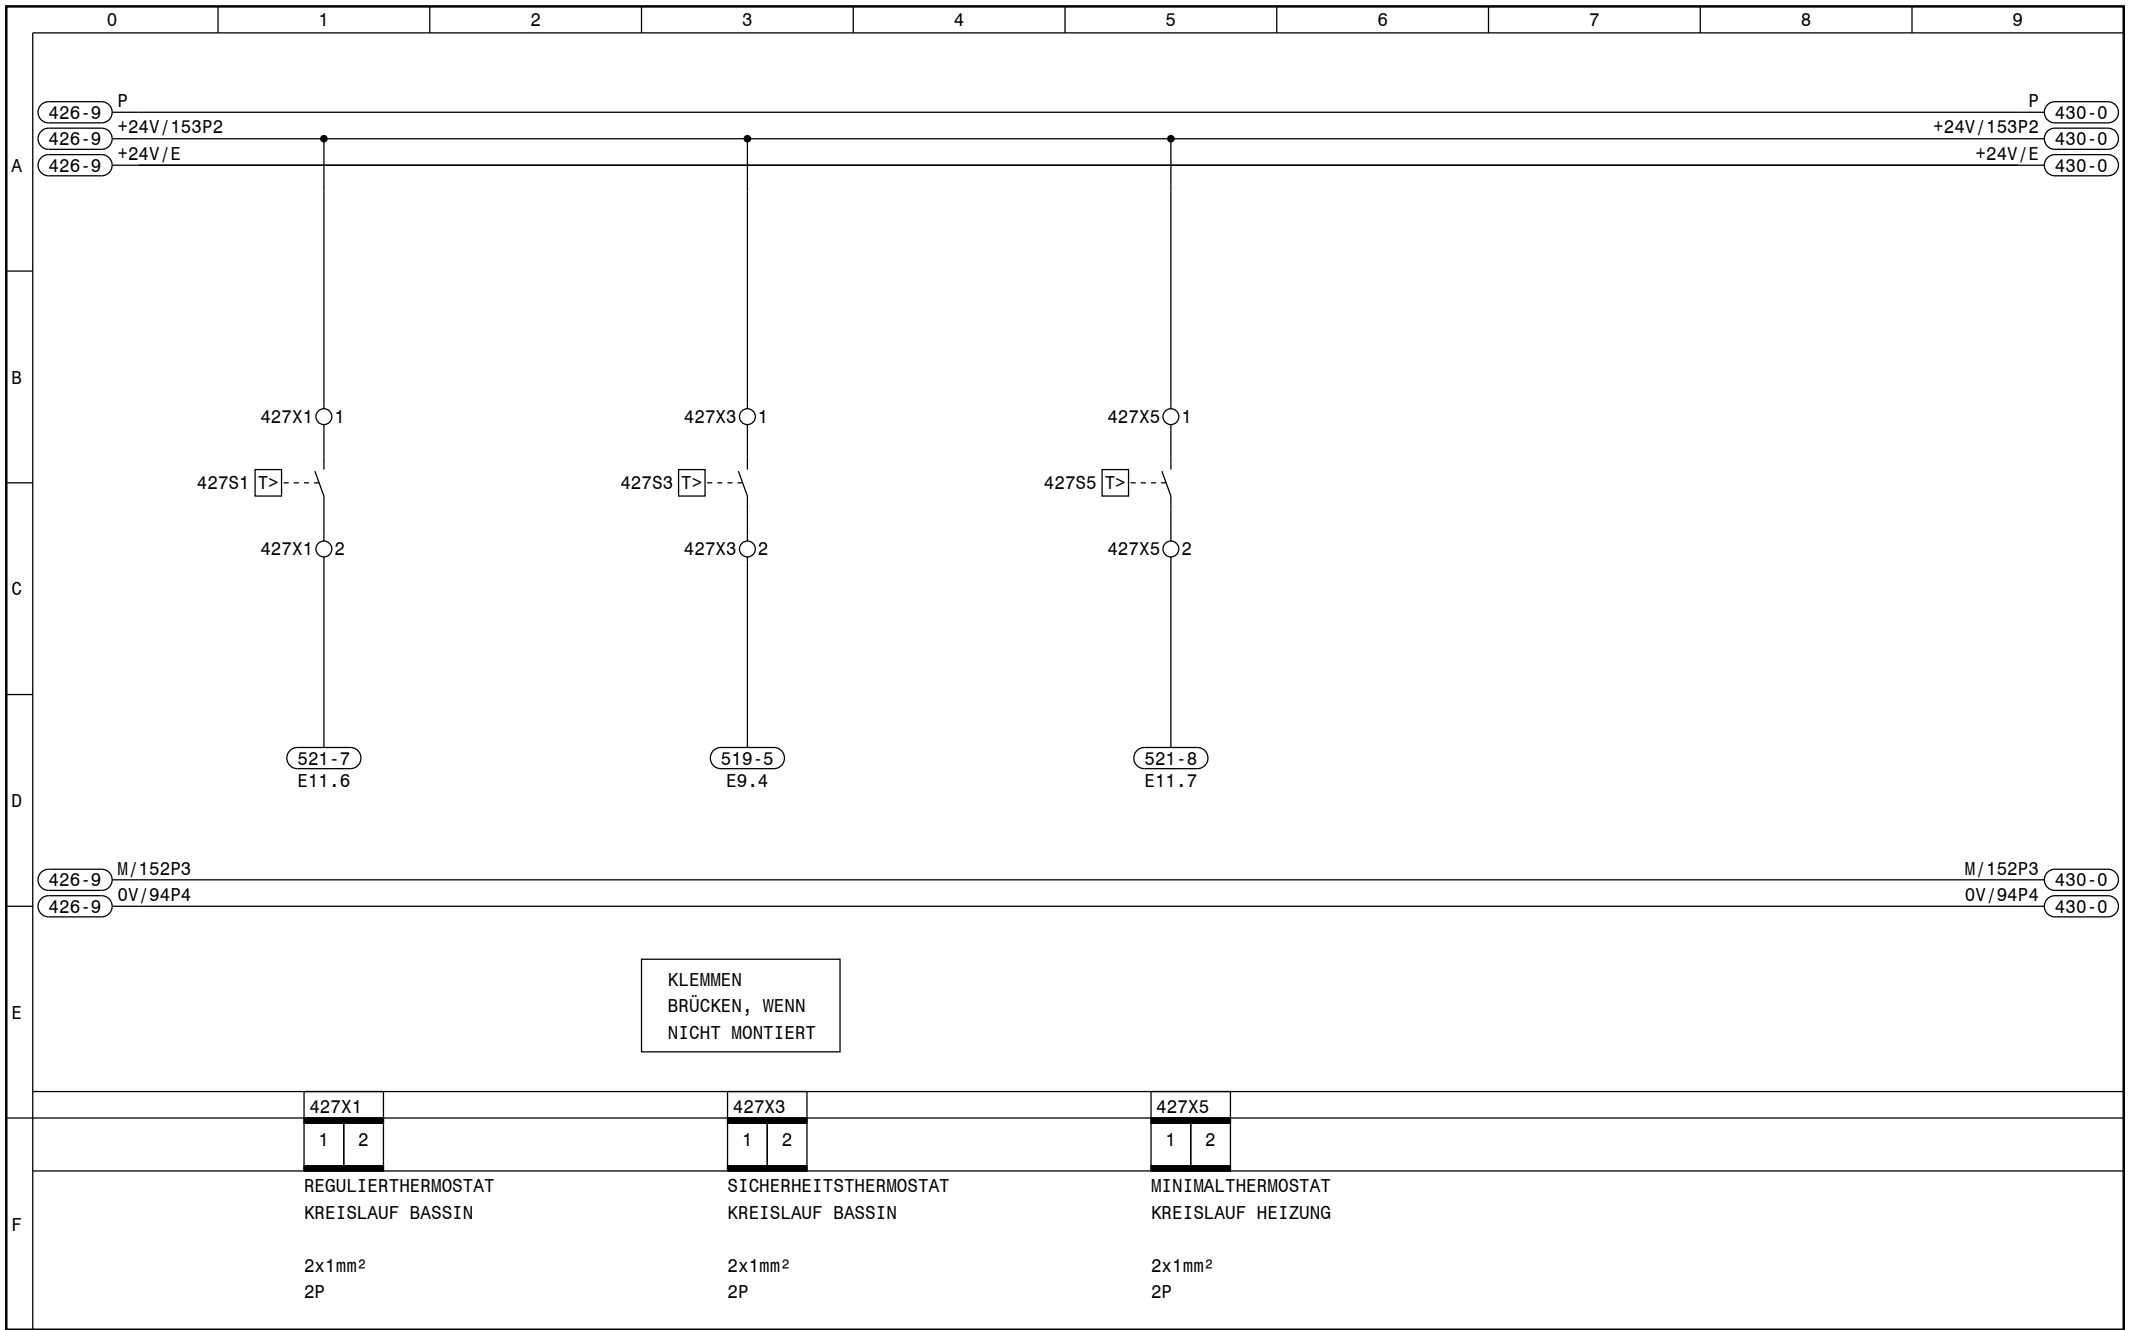 0 1 2 3 4 5 6 7 8 9
P P
426-9 430-0
+24V/153P2 +24V/153P2
426-9 430-0
+24V/E +24V/E
A 426-9 430-0
B
427X1 1 427X3 1 427X5 1
427S1 T> 427S3 T> 427S5 T>
427X1 2 427X3 2 427X5 2
C
521-7 519-5 521-8
E11.6 E9.4 E11.7
D
M/152P3 M/152P3
426-9 430-0
0V/94P4 0V/94P4
426-9 430-0
KLEMMEN
BRÜCKEN, WENN
NICHT MONTIERT
E
427X1 427X3 427X5
1 2 1 2 1 2
REGULIERTHERMOSTAT SICHERHEITSTHERMOSTAT MINIMALTHERMOSTAT
KREISLAUF BASSIN KREISLAUF BASSIN KREISLAUF HEIZUNG
F
2x1mm² 2x1mm² 2x1mm²
2P 2P 2P